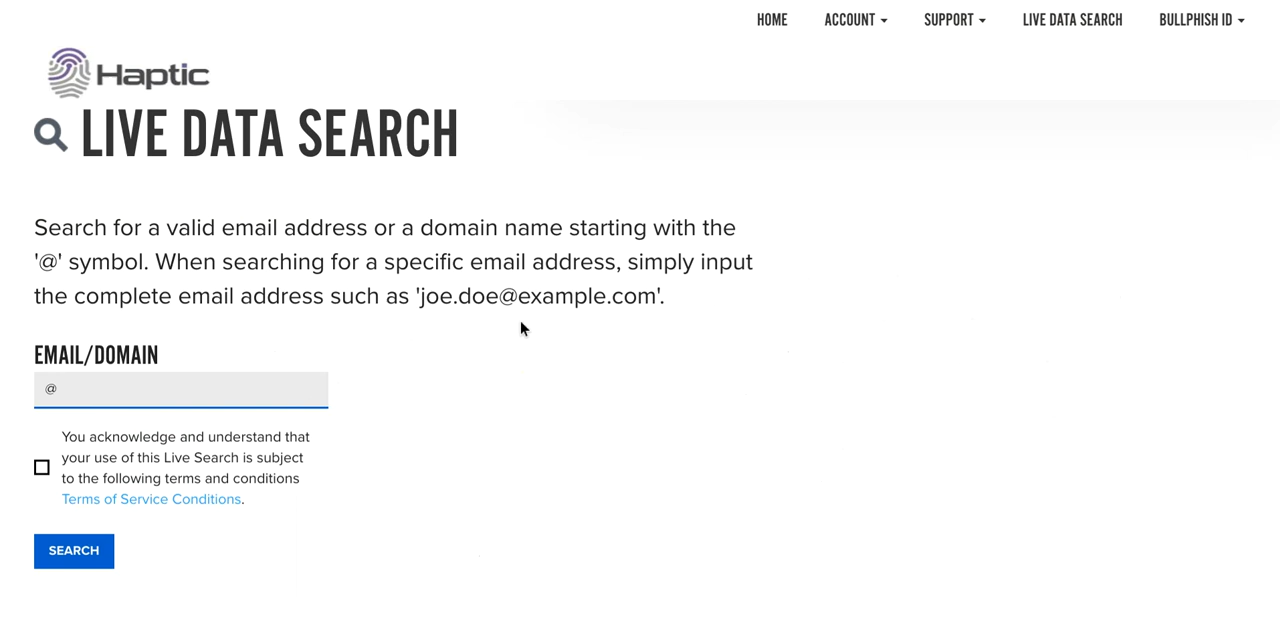 HOME ACCOUNT SUPPORT LIVE DATA SEARCH BULLPHISH ID
Haptic
LIVE DATA SEARCH
Search for a valid email address or a domain name starting with the
'@' symbol. When searching for a specific email address, simply input
the complete email address such as 'joe.doe@example.com'.
EMAIL/DOMAIN
@
You acknowledge and understand that
your use of this Live Search is subject
to the following terms and conditions
Terms of Service Conditions.
SEARCH